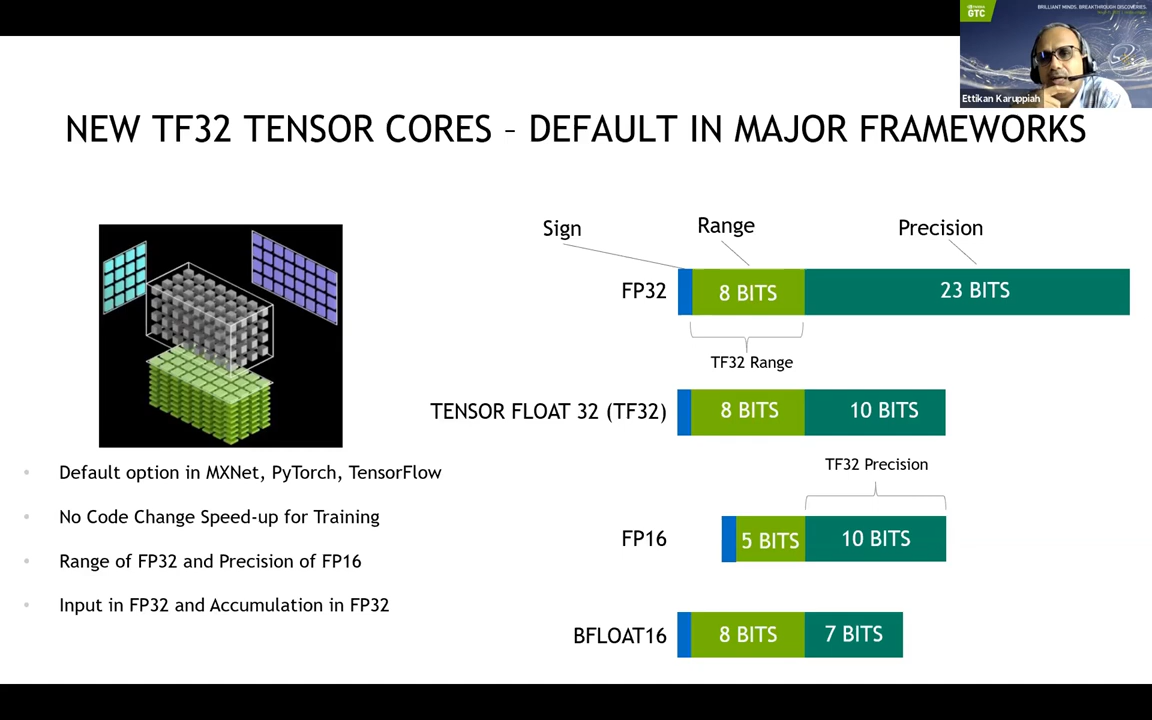 GTC
BRILLIANT MINDS. BREAKTHROUGH DISCOVERIES.
Ettikan Karuppiah
NEW TF32 TENSOR CORES – DEFAULT IN MAJOR FRAMEWORKS
Sign
Range
Precision
FP32
8 BITS
23 BITS
TF32 Range
TENSOR FLOAT 32 (TF32)
8 BITS
10 BITS
TF32 Precision
FP16
5 BITS
10 BITS
BFLOAT16
8 BITS
7 BITS
• Default option in MXNet, PyTorch, TensorFlow
• No Code Change Speed-up for Training
• Range of FP32 and Precision of FP16
• Input in FP32 and Accumulation in FP32